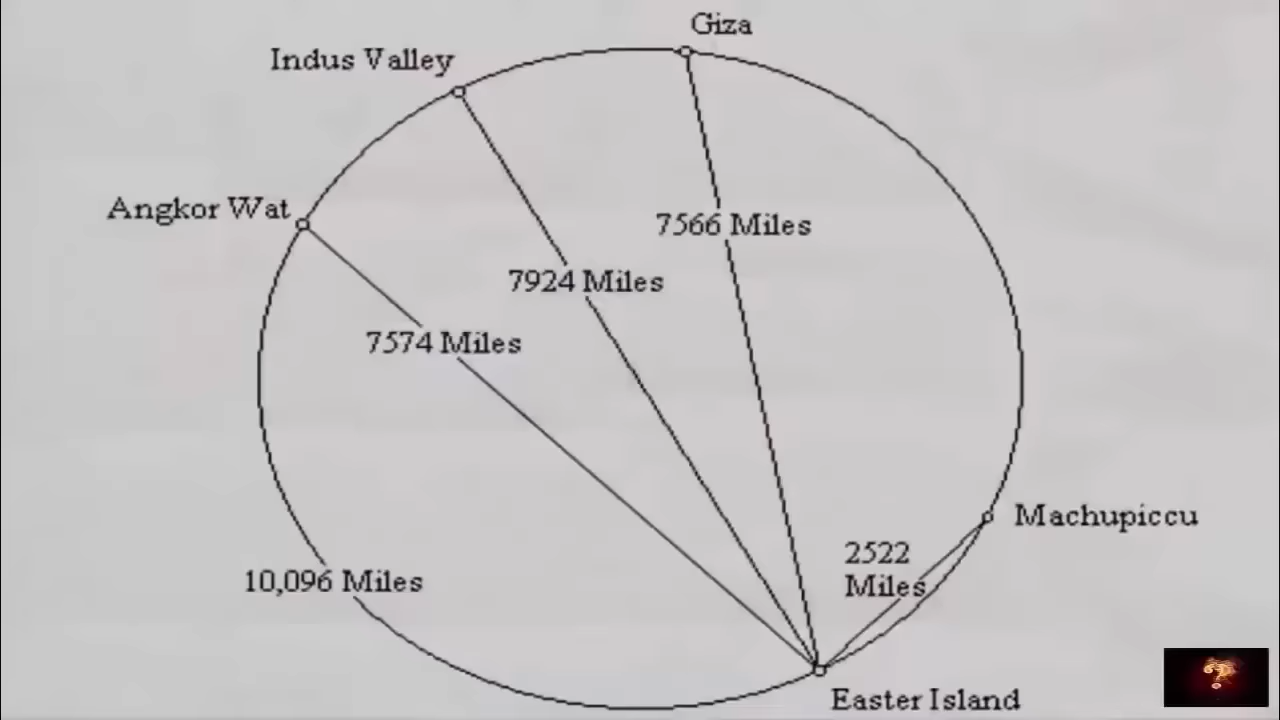 Giza
Indus Valley
Angkor Wat
7566 Miles
7924 Miles
7574 Miles
Machupiccu
2522
Miles
10,096 Miles
Easter Island